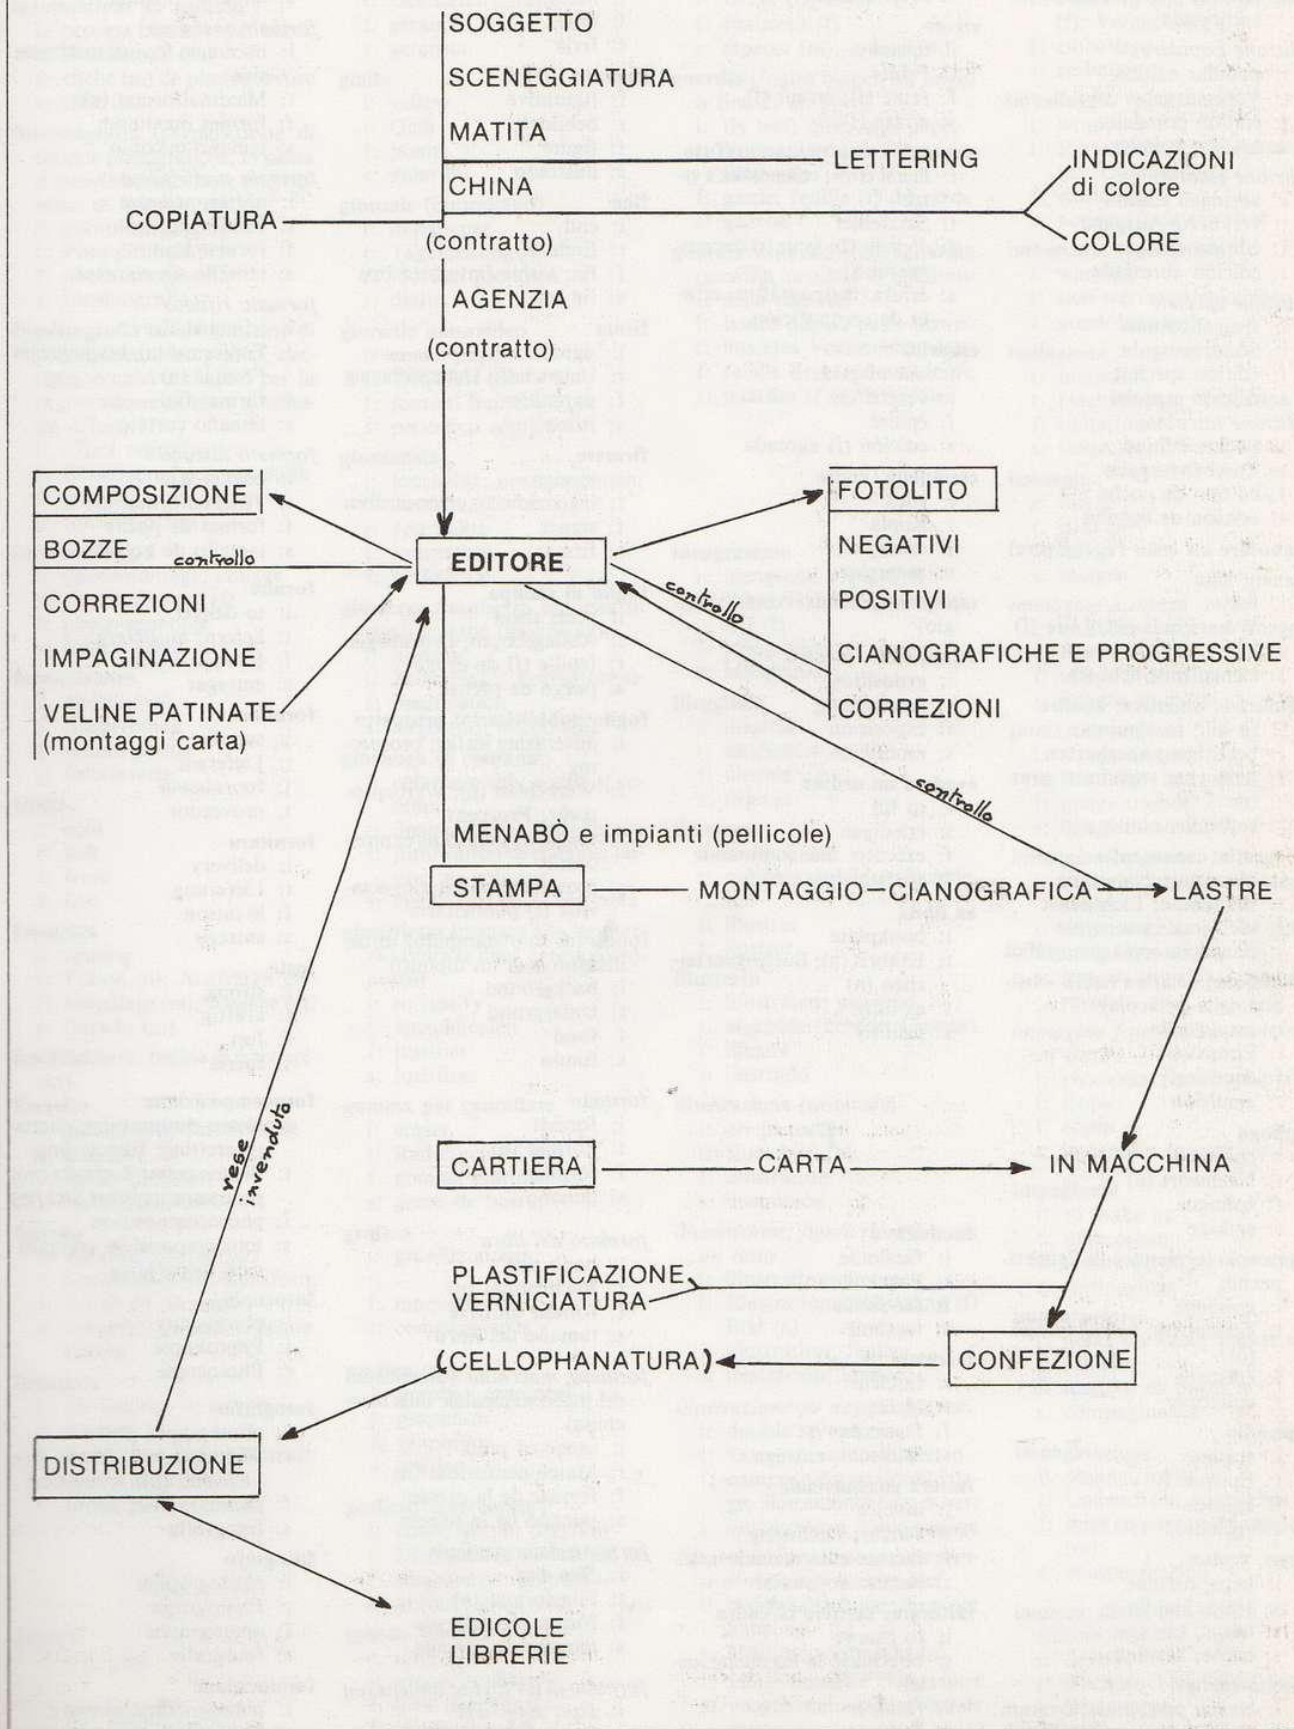 SOGGETTO
SCENEGGIATURA
MATITA
LETTERING
CHINA
INDICAZIONI
di colore
COPIATURA
(contratto)
COLORE
AGENZIA
(contratto)
COMPOSIZIONE
FOTOLITO
BOZZE
controllo
EDITORE
NEGATIVI
CORREZIONI
controllo
POSITIVI
IMPAGINAZIONE
CIANOGRAFICHE E PROGRESSIVE
VELINE PATINATE
(montaggi carta)
CORREZIONI
controllo
MENABÒ e impianti (pellicole)
STAMPA
MONTAGGIO – CIANOGRAFICA
LASTRE
rese
invenduto
CARTIERA
CARTA
IN MACCHINA
PLASTIFICAZIONE
VERNICIATURA
(CELLOPHANATURA)
CONFEZIONE
DISTRIBUZIONE
EDICOLE
LIBRERIE